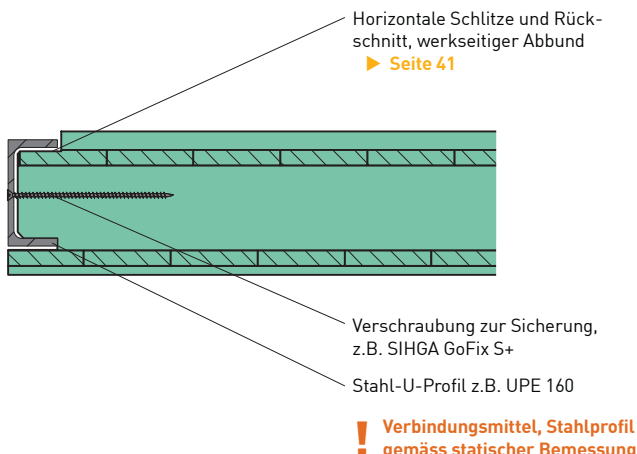 Horizontale Schlitze und Rück-
schnitt, werkseitiger Abbund
▶ Seite 41
Verschraubung zur Sicherung,
z.B. SIHGA GoFix S+
Stahl-U-Profil z.B. UPE 160
! Verbindungsmittel, Stahlprofil
gemäss statischer Bemessung